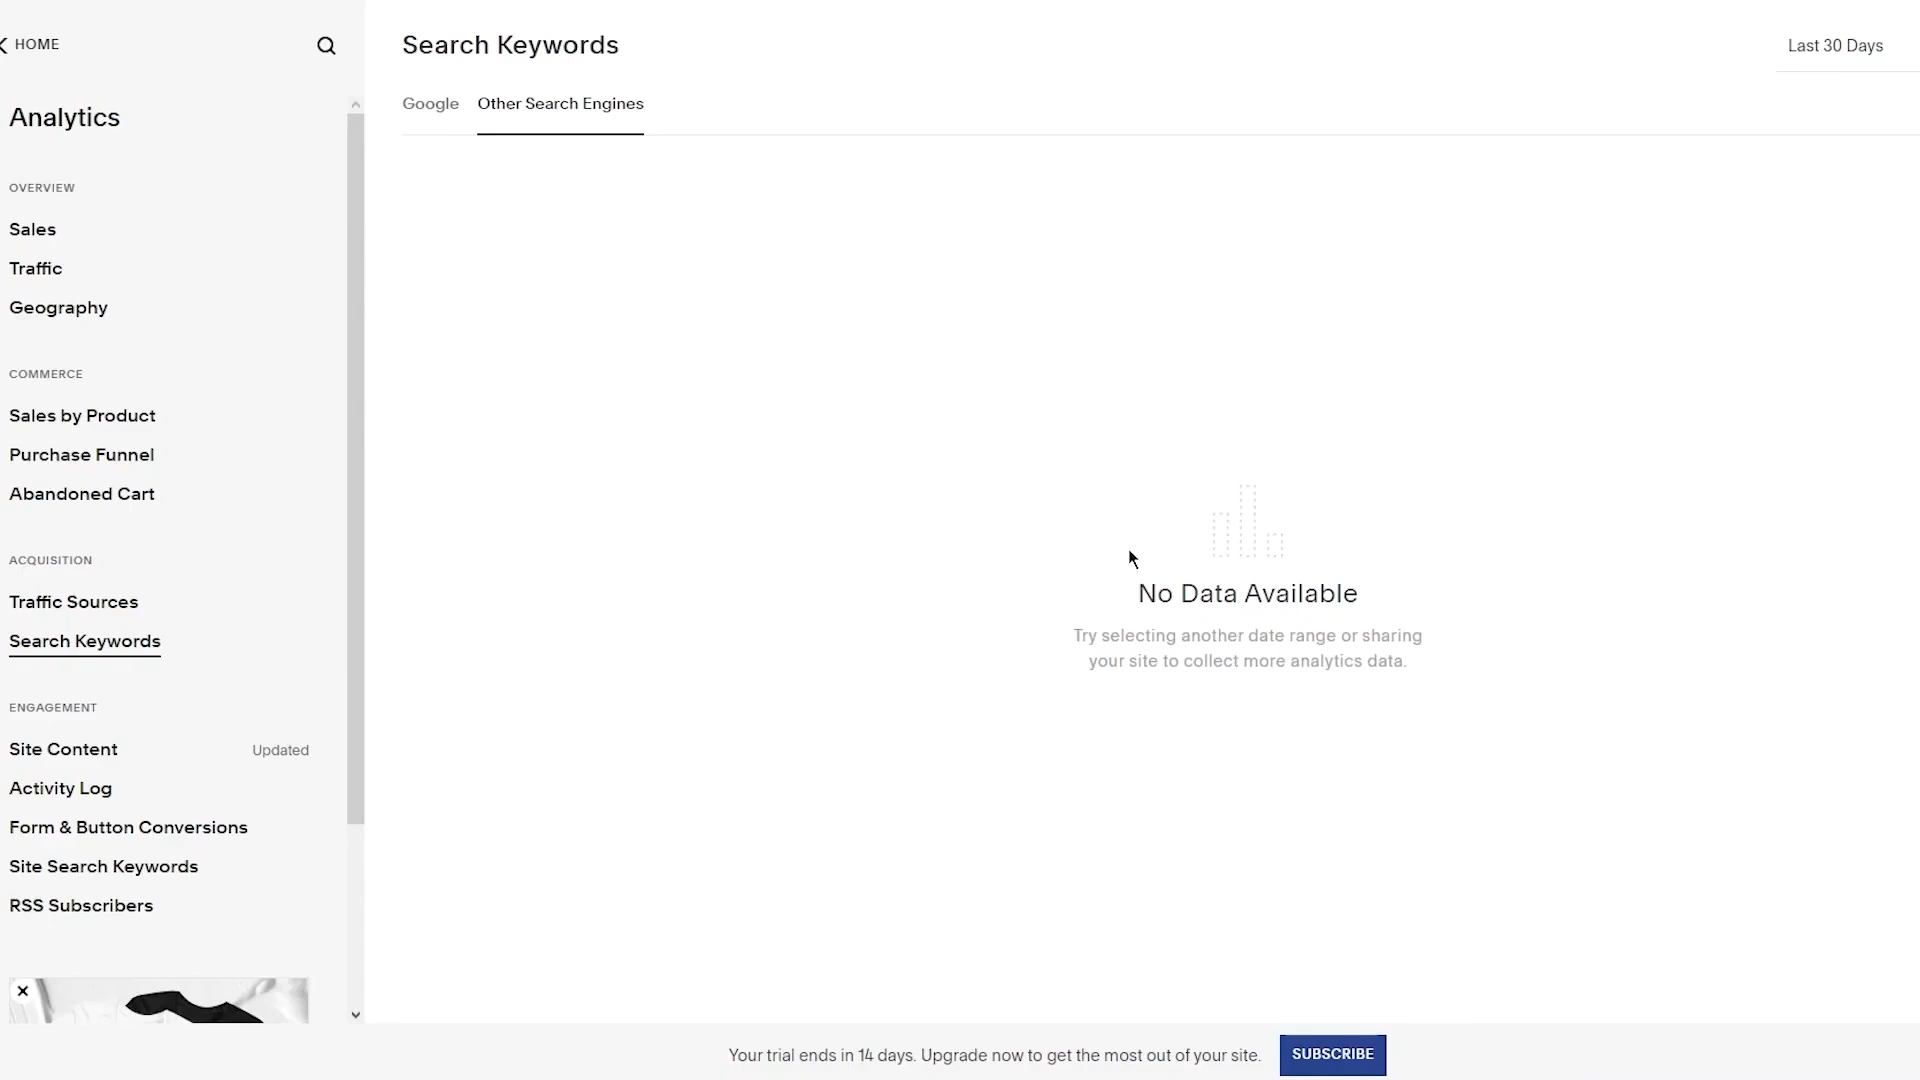 HOME
Analytics
OVERVIEW
Sales
Traffic
Geography
COMMERCE
Sales by Product
Purchase Funnel
Abandoned Cart
ACQUISITION
Traffic Sources
Search Keywords
ENGAGEMENT
Site Content Updated
Activity Log
Form & Button Conversions
Site Search Keywords
RSS Subscribers
Search Keywords
Last 30 Days
Google Other Search Engines
No Data Available
Try selecting another date range or sharing
your site to collect more analytics data.
Your trial ends in 14 days. Upgrade now to get the most out of your site. SUBSCRIBE